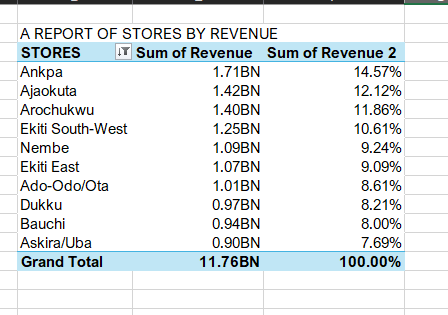 A REPORT OF STORES BY REVENUE
STORES Sum of Revenue Sum of Revenue 2
Ankpa 1.71BN 14.57%
Ajaokuta 1.42BN 12.12%
Arochukwu 1.40BN 11.86%
Ekiti South-West 1.25BN 10.61%
Nembe 1.09BN 9.24%
Ekiti East 1.07BN 9.09%
Ado-Odo/Ota 1.01BN 8.61%
Dukku 0.97BN 8.21%
Bauchi 0.94BN 8.00%
Askira/Uba 0.90BN 7.69%
Grand Total 11.76BN 100.00%